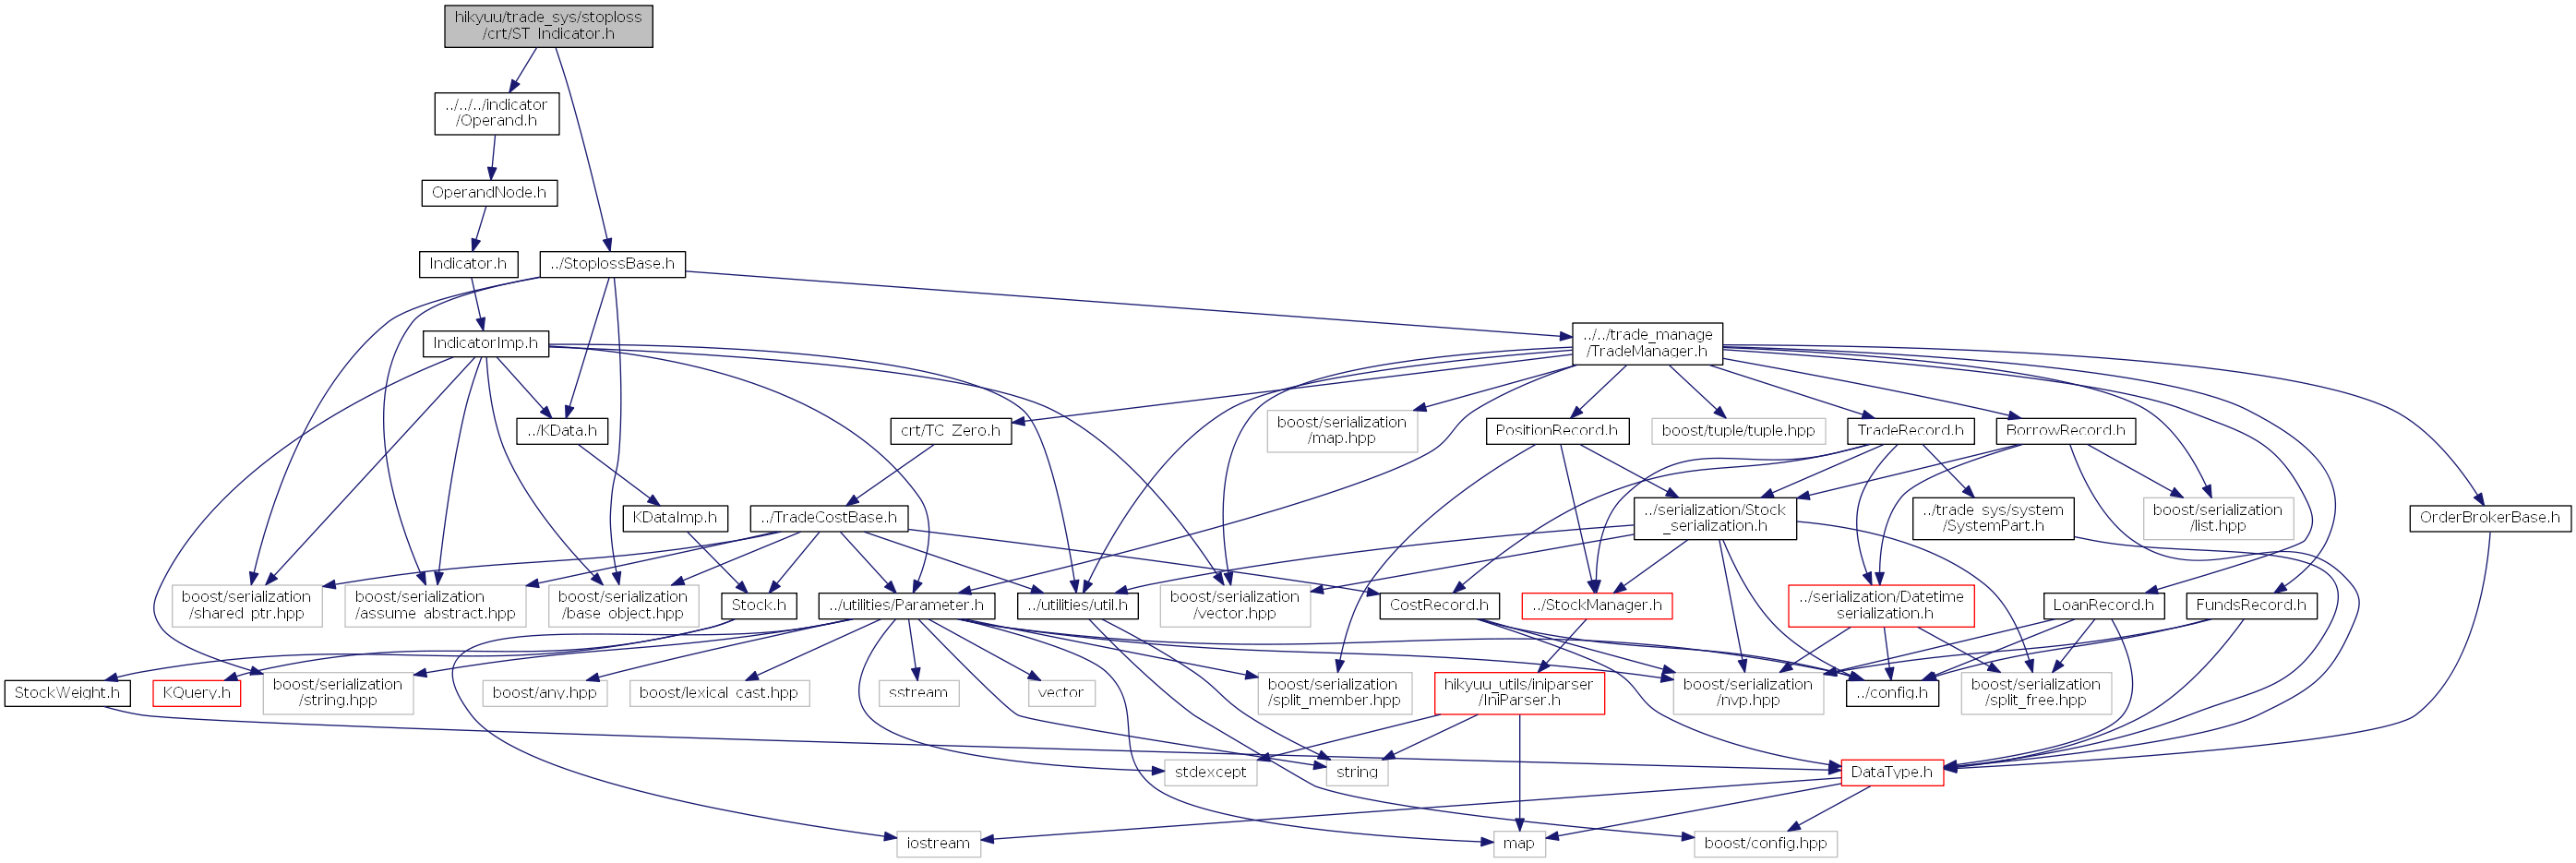 hikyuu/trade_sys/stoploss
/crt/ST_Indicator.h
../../../indicator
/Operand.h
OperandNode.h
Indicator.h
../StoplossBase.h
IndicatorImp.h
../../trade_manage
/TradeManager.h
../KData.h
crt/TC_Zero.h
boost/serialization
/map.hpp
PositionRecord.h
boost/tuple/tuple.hpp
TradeRecord.h
BorrowRecord.h
KDataImp.h
../TradeCostBase.h
../serialization/Stock
_serialization.h
../trade_sys/system
/SystemPart.h
boost/serialization
/list.hpp
OrderBrokerBase.h
boost/serialization
/shared_ptr.hpp
boost/serialization
/assume_abstract.hpp
boost/serialization
/base_object.hpp
Stock.h
../utilities/Parameter.h
../utilities/util.h
boost/serialization
/vector.hpp
CostRecord.h
../StockManager.h
../serialization/Datetime
_serialization.h
LoanRecord.h
FundsRecord.h
StockWeight.h
KQuery.h
boost/serialization
/string.hpp
boost/any.hpp
boost/lexical_cast.hpp
sstream
vector
boost/serialization
/split_member.hpp
hikyuu_utils/iniparser
/IniParser.h
boost/serialization
/nvp.hpp
../config.h
boost/serialization
/split_free.hpp
stdexcept
string
DataType.h
iostream
map
boost/config.hpp